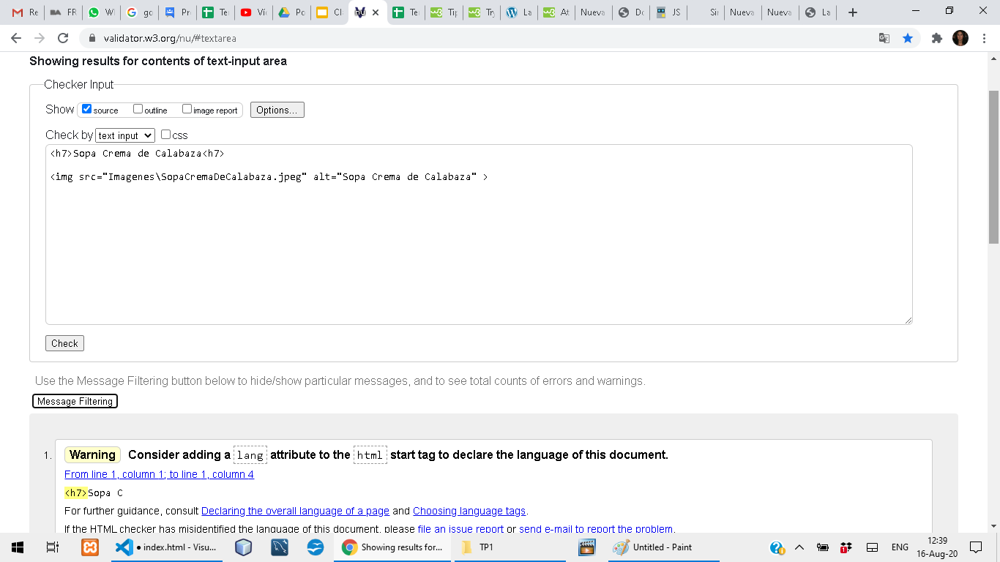 Re
FR
W
go
Pr
Te
Vi
Po
Cl
Te
Tip
Try
La
At
Nueva
Do
JS
Sin
Nueva
Nueva
La
validator.w3.org/nu/#textarea
Showing results for contents of text-input area
Checker Input
Show source outline image report Options...
Check by text input css
<h7>Sopa Crema de Calabaza<h7>
<img src="Imagenes\SopaCremaDeCalabaza.jpeg" alt="Sopa Crema de Calabaza" >
Check
Use the Message Filtering button below to hide/show particular messages, and to see total counts of errors and warnings.
Message Filtering
1. Warning Consider adding a lang attribute to the html start tag to declare the language of this document.
From line 1, column 1; to line 1, column 4
<h7>Sopa C
For further guidance, consult Declaring the overall language of a page and Choosing language tags.
If the HTML checker has misidentified the language of this document, please file an issue report or send e-mail to report the problem.
● index.html - Visu...
Showing results for...
TP1
Untitled - Paint
ENG
12:39
16-Aug-20